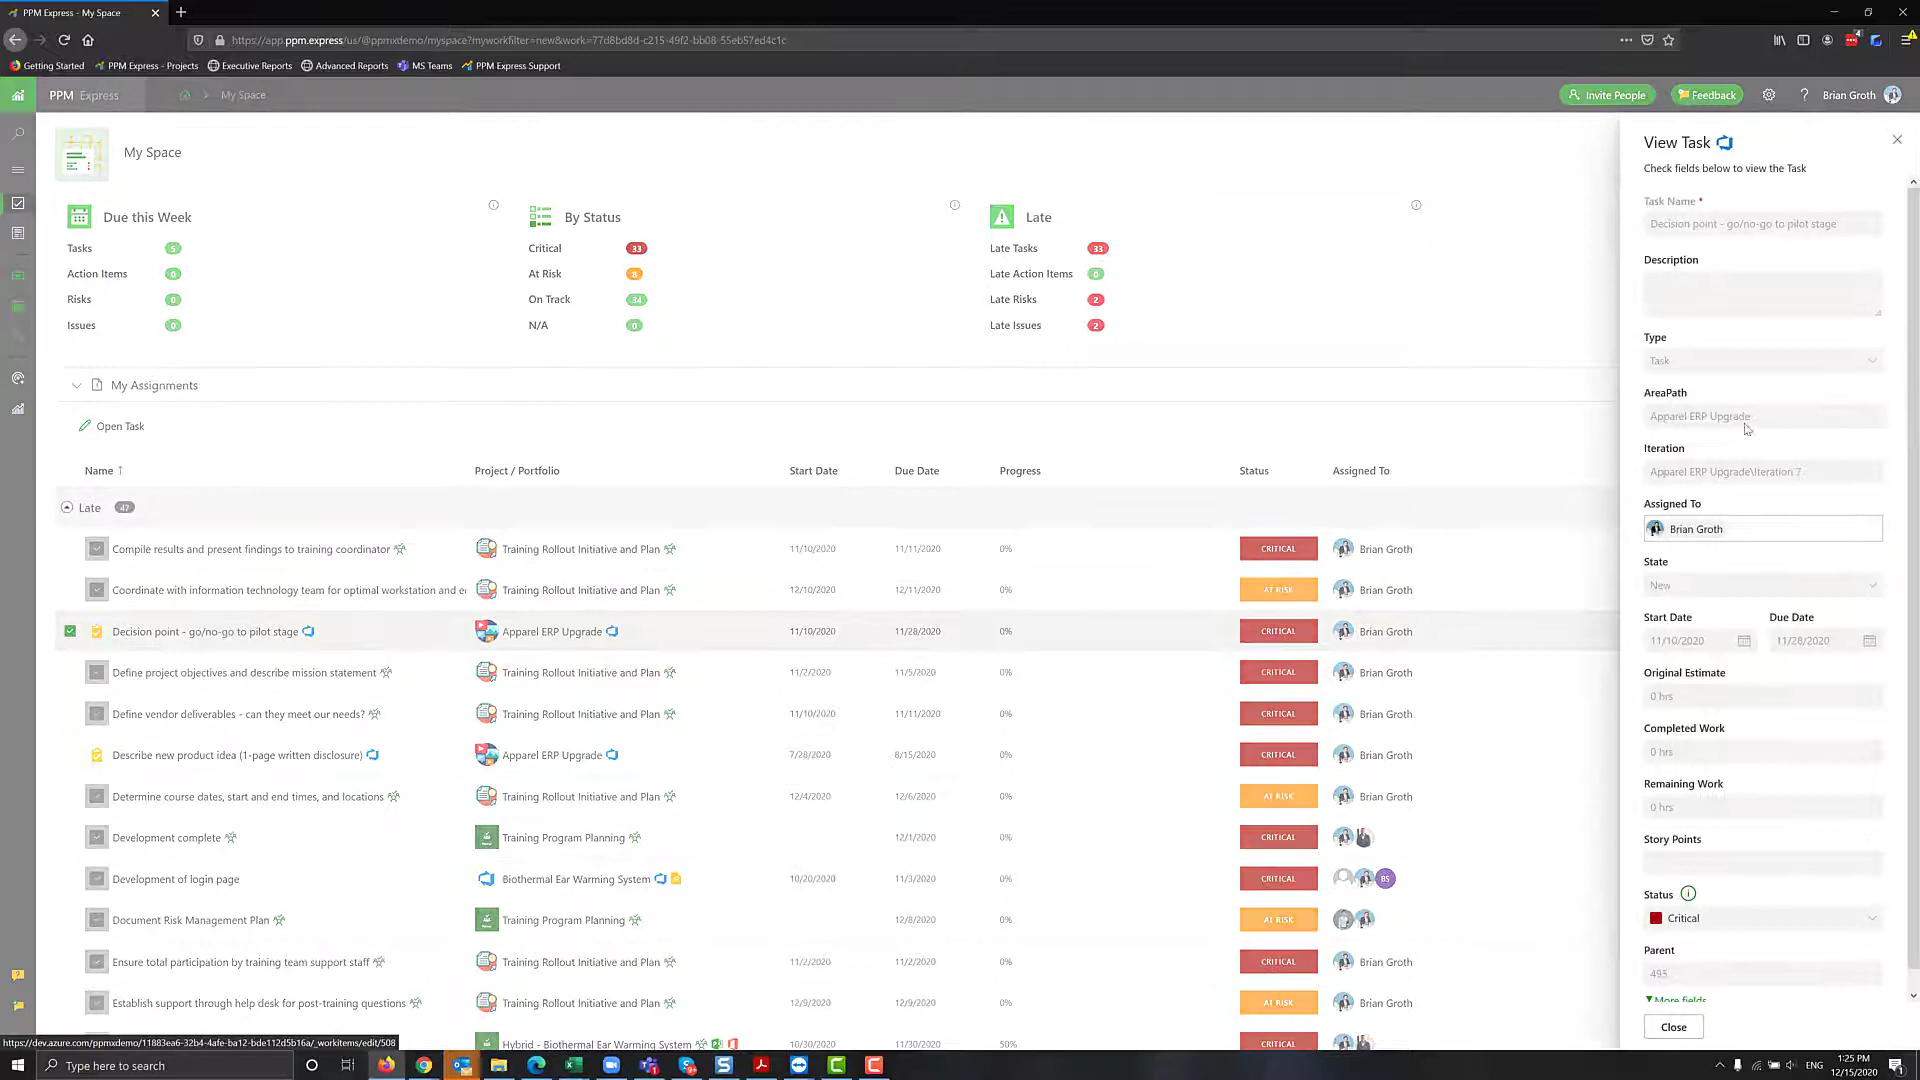 PPM Express - My Space
https://app.ppm.express/us/@ppmxdemo/myspace?myworkfilter=new&work=77d8bd8d-c215-49f2-bb08-55eb57ed4c1c
Getting Started
PPM Express - Projects
Executive Reports
Advanced Reports
MS Teams
PPM Express Support
PPM Express
My Space
Invite People
Feedback
Brian Groth
My Space
Due this Week
Tasks 5
Action Items 0
Risks 0
Issues 0
By Status
Critical 33
At Risk 8
On Track 34
N/A 0
Late
Late Tasks 33
Late Action Items 0
Late Risks 2
Late Issues 2
My Assignments
Open Task
Name Project / Portfolio Start Date Due Date Progress Status Assigned To
Late 47
Compile results and present findings to training coordinator Training Rollout Initiative and Plan 11/10/2020 11/11/2020 0% CRITICAL Brian Groth
Coordinate with information technology team for optimal workstation and Training Rollout Initiative and Plan 12/10/2020 12/11/2020 0% AT RISK Brian Groth
Decision point - go/no-go to pilot stage Apparel ERP Upgrade 11/10/2020 11/28/2020 0% CRITICAL Brian Groth
Define project objectives and describe mission statement Training Rollout Initiative and Plan 11/2/2020 11/5/2020 0% CRITICAL Brian Groth
Define vendor deliverables - can they meet our needs? Training Rollout Initiative and Plan 11/10/2020 11/11/2020 0% CRITICAL Brian Groth
Describe new product idea (1-page written disclosure) Apparel ERP Upgrade 7/28/2020 8/15/2020 0% CRITICAL Brian Groth
Determine course dates, start and end times, and locations Training Rollout Initiative and Plan 12/4/2020 12/6/2020 0% AT RISK Brian Groth
Development complete Training Program Planning 12/1/2020 0% CRITICAL
Development of login page Biothermal Ear Warming System 10/20/2020 11/3/2020 0% CRITICAL BS
Document Risk Management Plan Training Program Planning 12/8/2020 0% AT RISK
Ensure total participation by training team support staff Training Rollout Initiative and Plan 11/2/2020 11/2/2020 0% CRITICAL Brian Groth
Establish support through help desk for post-training questions Training Rollout Initiative and Plan 12/9/2020 12/9/2020 0% AT RISK Brian Groth
Hybrid - Biothermal Ear Warming System 10/30/2020 11/30/2020 50% CRITICAL
View Task
Check fields below to view the Task
Task Name *
Decision point - go/no-go to pilot stage
Description
Type
Task
AreaPath
Apparel ERP Upgrade
Iteration
Apparel ERP Upgrade\Iteration 7
Assigned To
Brian Groth
State
New
Start Date Due Date
11/10/2020 11/28/2020
Original Estimate
0 hrs
Completed Work
0 hrs
Remaining Work
0 hrs
Story Points
Status
Critical
Parent
495
More fields
Close
https://dev.azure.com/ppmxdemo/11883ea6-32b4-4afe-ba12-bde112d5b16a/_workitems/edit/508
Type here to search
ENG
1:25 PM
12/15/2020